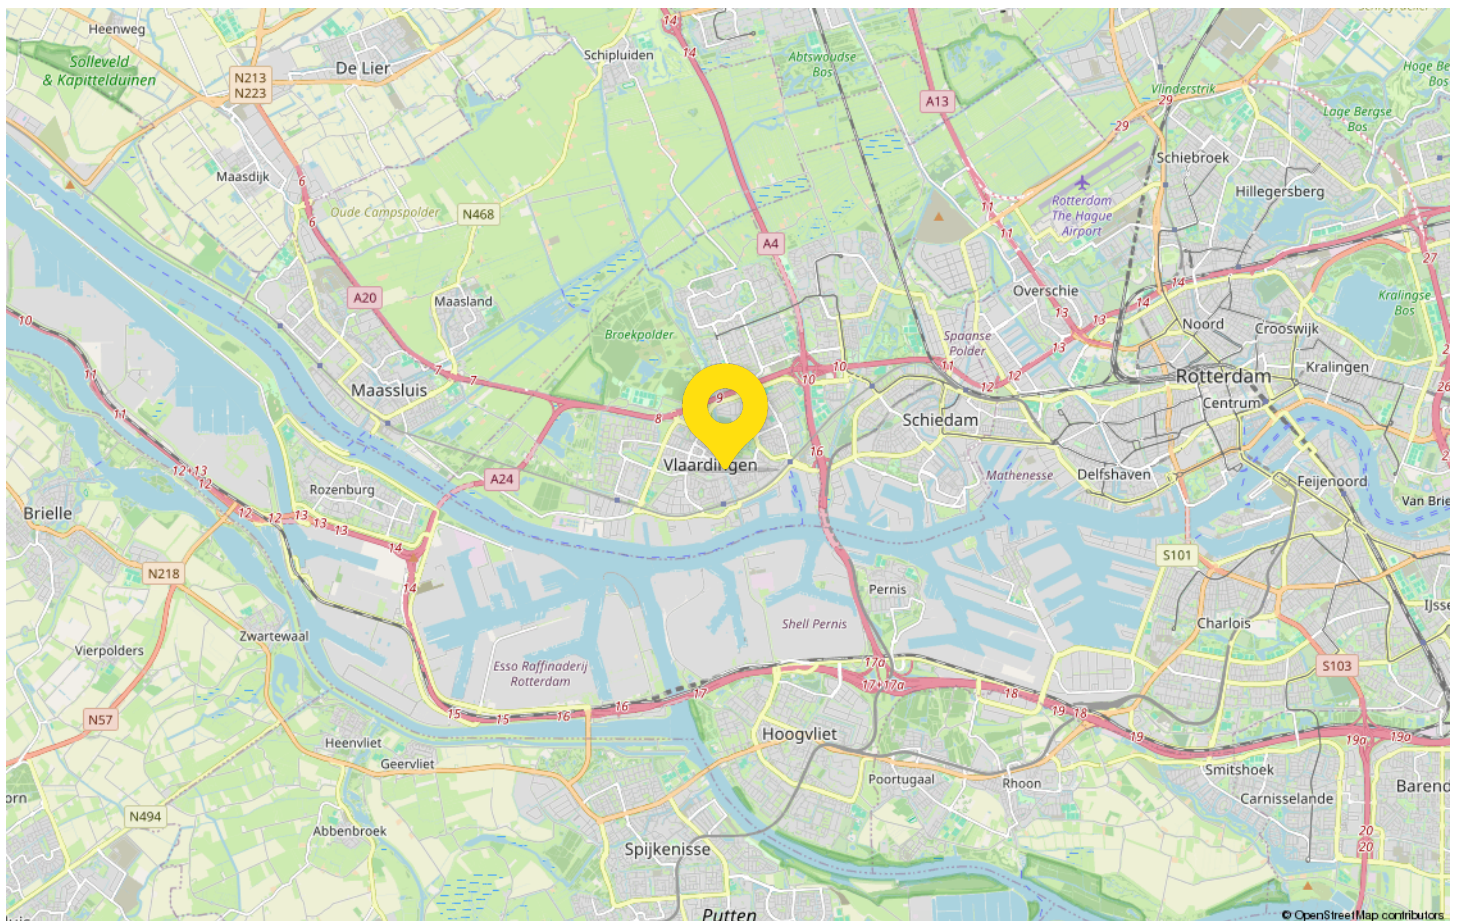 Heenweg
Solleveld
& Kapittelduinen
N213
N223
De Lier
Schipluiden
14
14
Abtswoudse
Bos
A13
Vlinderstrik
29
29
Lage Bergse
Bos
Schiebroek
Hillegersberg
Maasdijk
6
6
Oude Campspolder
N468
Rotterdam
The Hague
Airport
11
11
A4
27
A20
Maasland
Overschie
14
14
Kralingse
Bos
10
Broekpolder
13
13
13
Noord
Crooswijk
Spaanse
Polder
11
7
7
10
10
11
12
12
Maassluis
Rotterdam
Kralingen
26
Centrum
9
8
Schiedam
16
Vlaardingen
12+13
12
A24
Rozenburg
Mathenesse
Delfshaven
Feijenoord
Brielle
12
12
13
13
13
14
14
Van Brie
S101
N218
Pernis
Charlois
Zwartewaal
Vierpolders
Shell Pernis
Esso Raffinaderij
Rotterdam
17a
17+17a
17
18
S103
N57
15
15
16
16
19
18
19
19a
19a
Heenvliet
Geervliet
Hoogvliet
Poortugaal
Rhoon
Smitshoek
Carnisselande
Barend
N494
Abbenbroek
Spijkenisse
20
20
Putten
© OpenStreetMap contributors